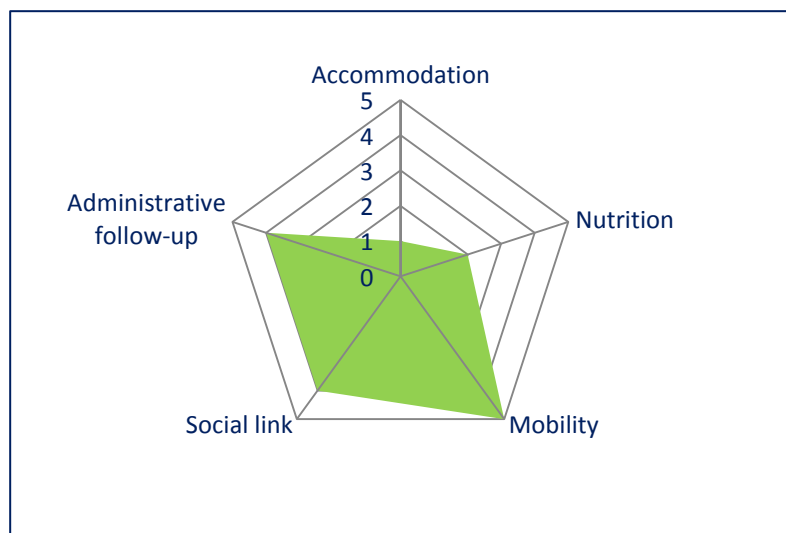 Accommodation
5
4
3
2
1
0
Nutrition
Mobility
Social link
Administrative
follow-up